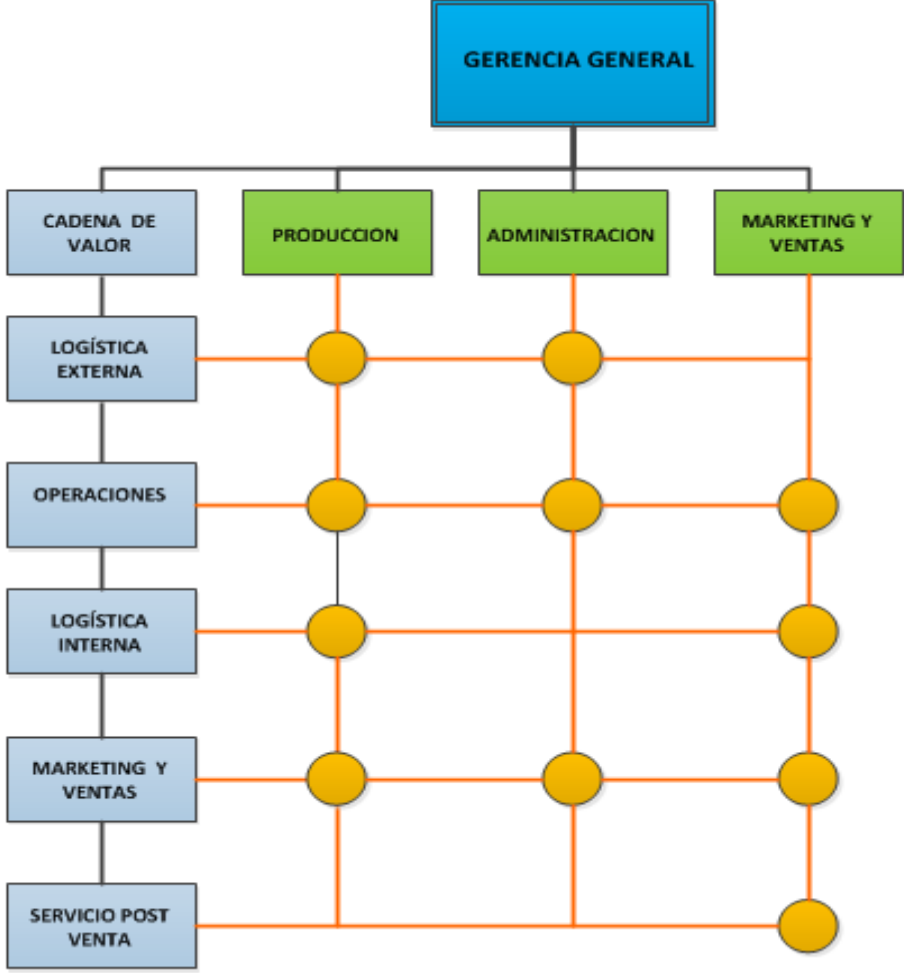 GERENCIA GENERAL
CADENA DE
VALOR
PRODUCCION
ADMINISTRACION
MARKETING Y
VENTAS
LOGÍSTICA
EXTERNA
OPERACIONES
LOGÍSTICA
INTERNA
MARKETING Y
VENTAS
SERVICIO POST
VENTA